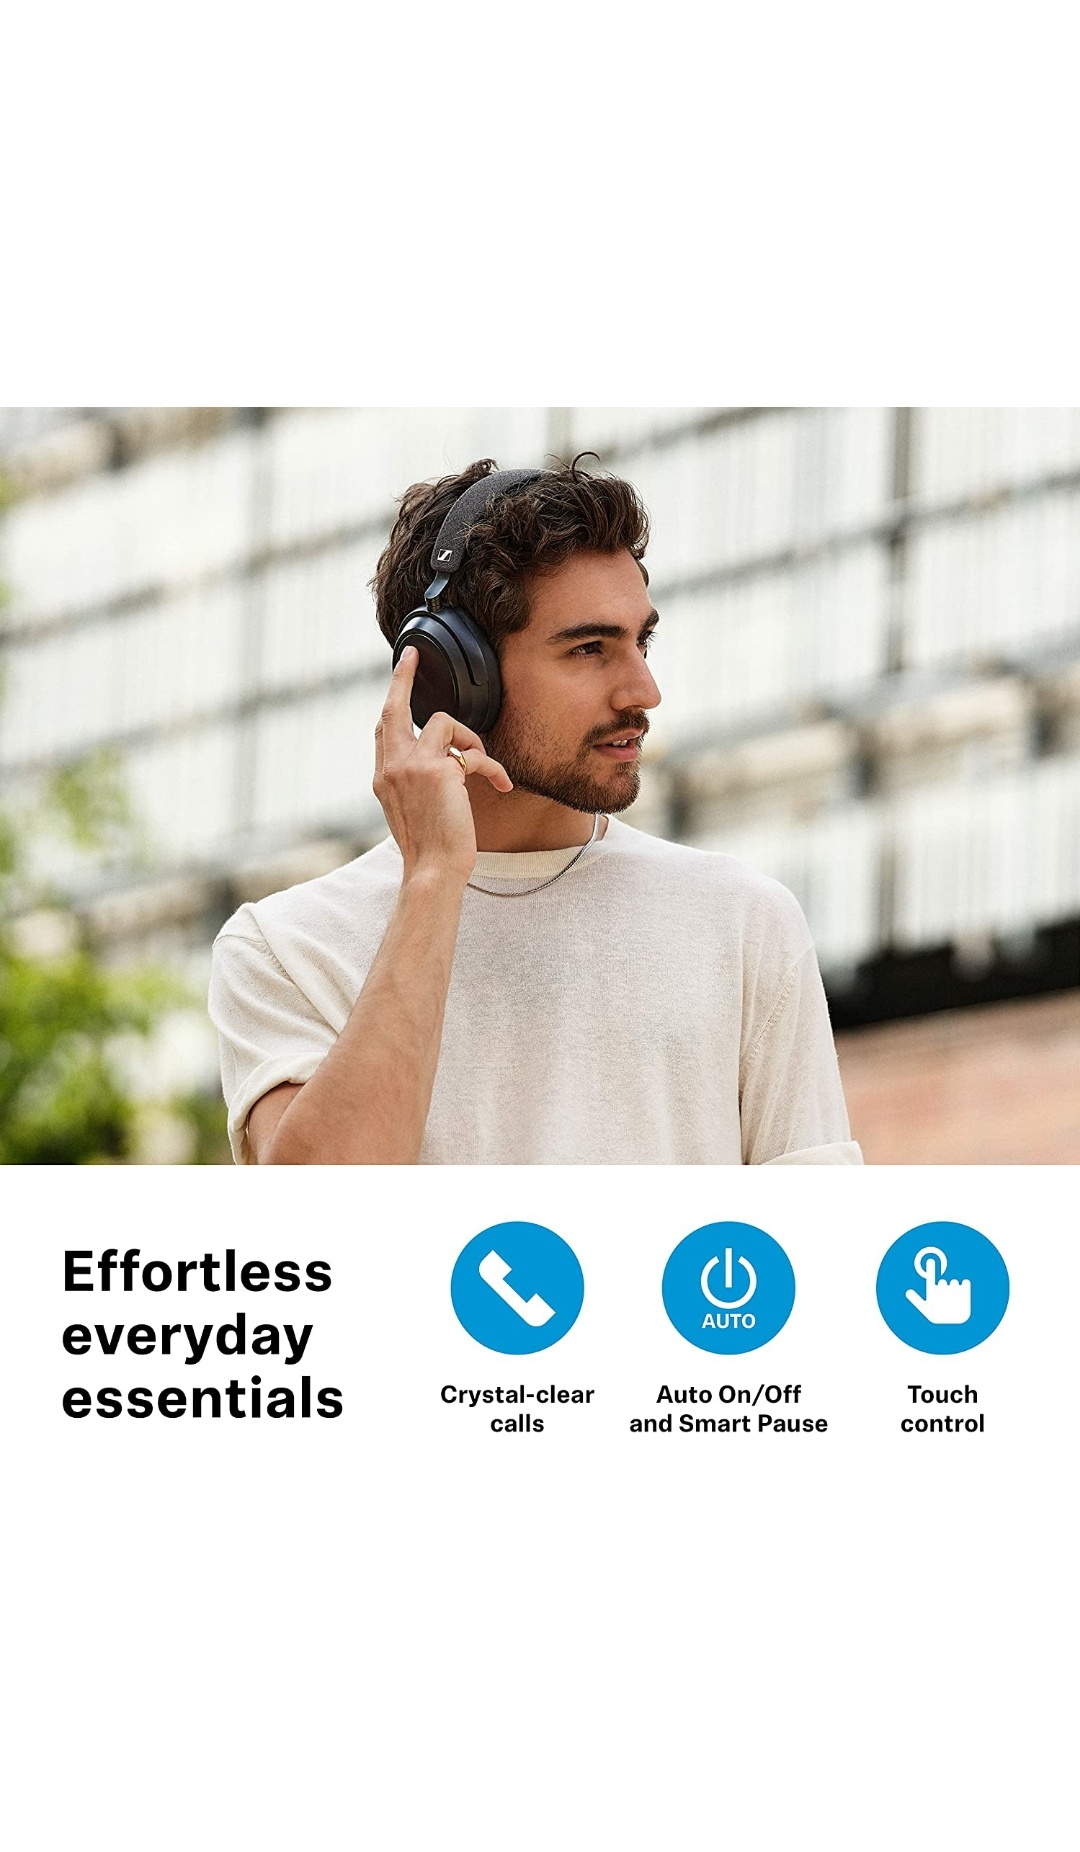 Effortless
everyday
essentials
AUTO
Crystal-clear
calls
Auto On/Off
and Smart Pause
Touch
control